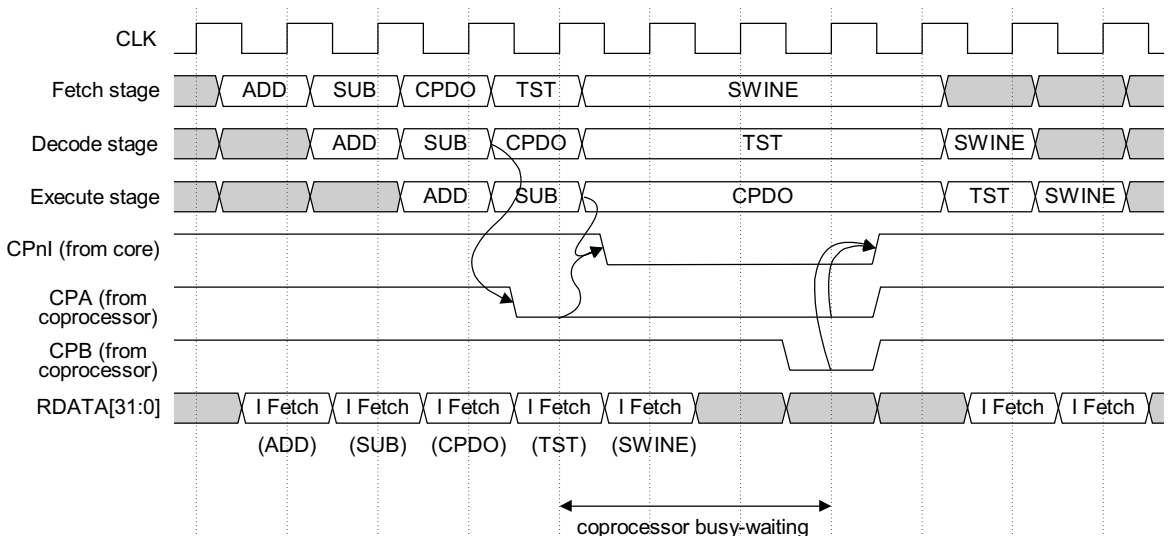 CLK
Fetch stage ADD SUB CPDO TST SWINE
Decode stage ADD SUB CPDO TST SWINE
Execute stage ADD SUB CPDO TST SWINE
CPnI (from core)
CPA (from
coprocessor)
CPB (from
coprocessor)
RDATA[31:0] I Fetch I Fetch I Fetch I Fetch I Fetch I Fetch I Fetch
(ADD) (SUB) (CPDO) (TST) (SWINE)
coprocessor busy-waiting